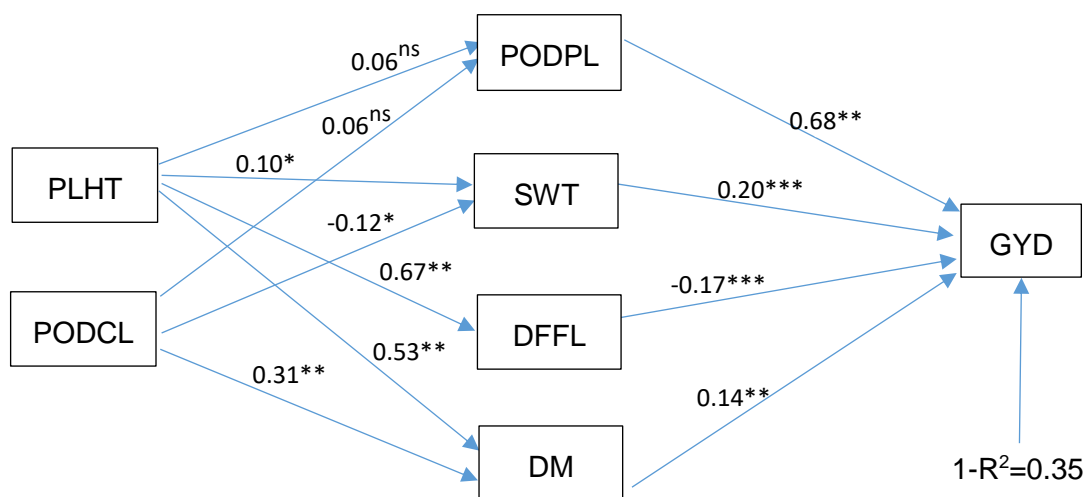 0.06ns
PODPL
0.06ns
0.68**
PLHT
0.10*
SWT
0.20***
-0.12*
GYD
0.67**
-0.17***
PODCL
DFFL
0.53**
0.31**
0.14**
DM
1-R²=0.35